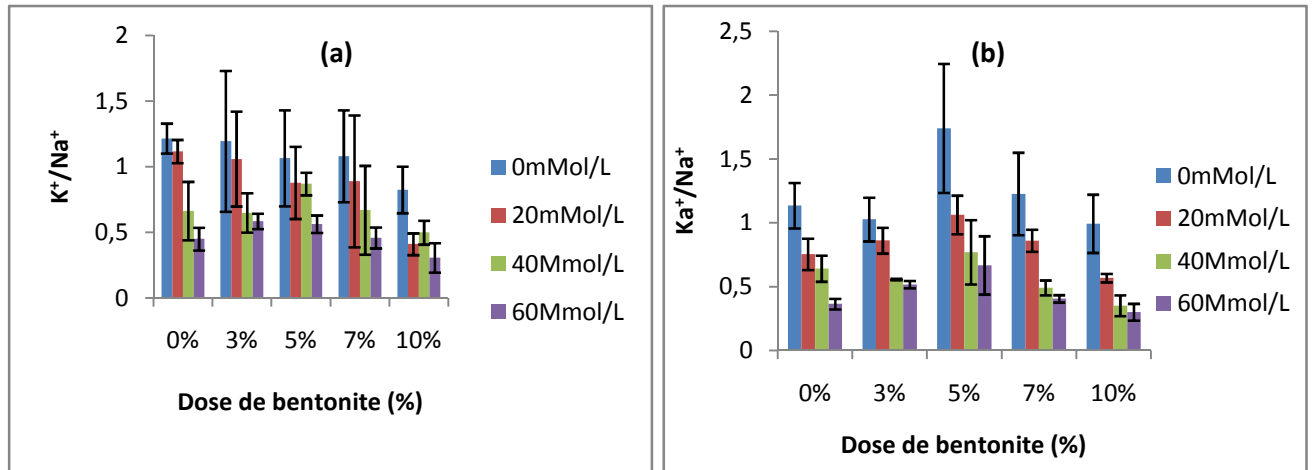 (a)
K⁺/Na⁺
2
1,5
1
0,5
0
0% 3% 5% 7% 10%
Dose de bentonite (%)
0mMol/L
20mMol/L
40Mmol/L
60Mmol/L
(b)
Ka⁺/Na⁺
2,5
2
1,5
1
0,5
0
0% 3% 5% 7% 10%
Dose de bentonite (%)
0mMol/L
20mMol/L
40Mmol/L
60Mmol/L